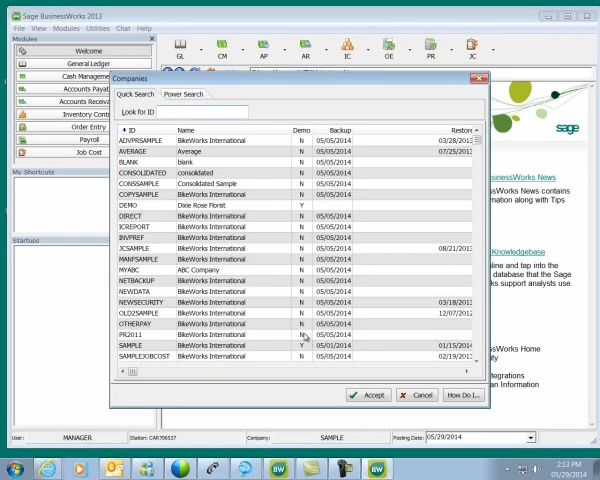 Sage BusinessWorks 2013
File View Modules Utilities Chat Help
Modules
Welcome
General Ledger
Cash Manageme
Accounts Payab
Accounts Receiva
Inventory Contr
Order Entry
Payroll
Job Cost
My Shortcuts
Startups
GL CM AP AR IC OE PR JC
Companies
Quick Search Power Search
Look for ID
ID Name Demo Backup Restore
ADVPRSAMPLE BikeWorks International N 05/05/2014 03/28/2013
AVERAGE Average N 05/05/2014 07/25/2013
BLANK blank N 05/05/2014
CONSOLIDATED consolidated N 05/05/2014
CONSSAMPLE Consolidated Sample N 05/05/2014
COPYSAMPLE BikeWorks International N 05/05/2014
DEMO Dixie Rose Florist Y
DIRECT BikeWorks International N 05/05/2014
ICREPORT BikeWorks International N 05/05/2014
INVPREF BikeWorks International N 05/05/2014
JCSAMPLE BikeWorks International N 05/05/2014 08/21/2013
MANFSAMPLE BikeWorks International N 05/05/2014
MYABC ABC Company N 05/05/2014
NETBACKUP BikeWorks International N 05/05/2014
NEWDATA BikeWorks International N 05/05/2014
NEWSECURITY BikeWorks International N 05/05/2014 03/18/2013
OLD2SAMPLE BikeWorks International N 05/05/2014 12/07/2012
OTHERPAY BikeWorks International N 05/05/2014
PR2011 BikeWorks International N 05/05/2014
SAMPLE BikeWorks International Y 05/01/2014 01/15/2014
SAMPLEJOBCOST BikeWorks International N 05/05/2014 02/19/2013
Accept Cancel How Do I...
sage
sinessWorks News
ssWorks News contains
mation along with Tips
Knowledgebase
line and tap into the
database that the Sage
ks support analysts use.
ssWorks Home
ity
tegrations
an Information
User: MANAGER Station: CAR706537 Company: SAMPLE Posting Date: 05/29/2014
BW BW
2:13 PM
05/29/2014